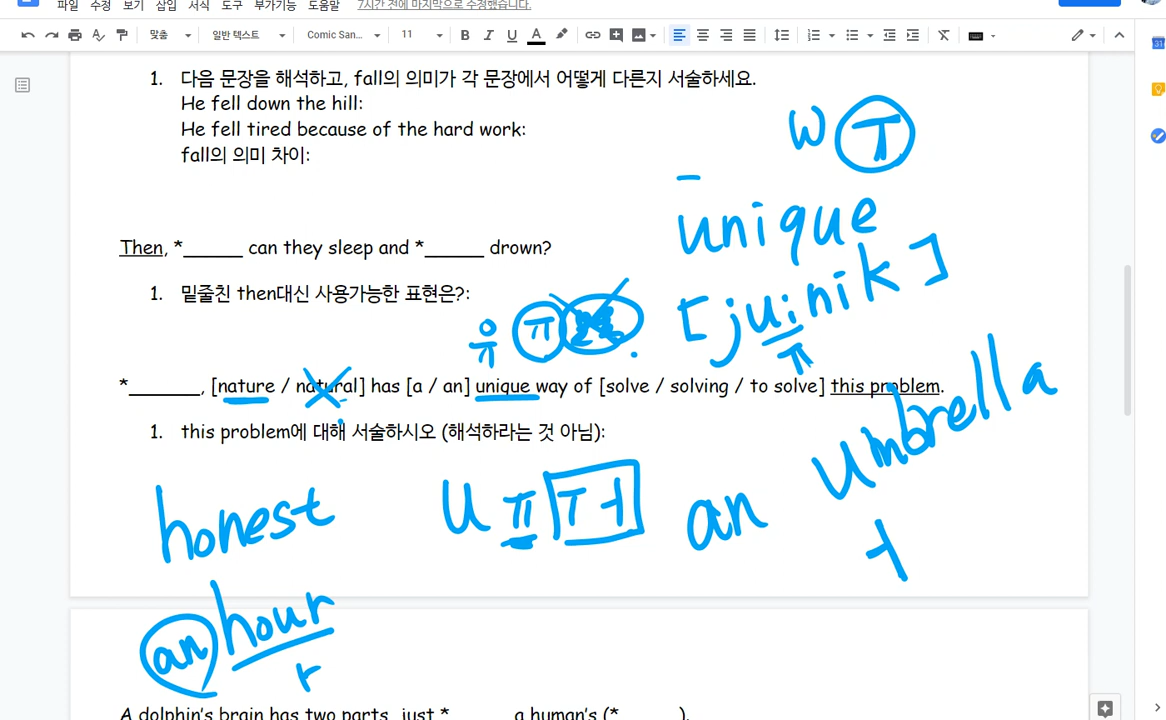 파일 수정 보기 삽입 서식 도구 부가기능 도움말 7시간 전에 마지막으로 수정했습니다.
맞춤 일반 텍스트 Comic San... 11 B I U A
31
1. 다음 문장을 해석하고, fall의 의미가 각 문장에서 어떻게 다른지 서술하세요.
He fell down the hill:
He fell tired because of the hard work:
fall의 의미 차이:
w ㅜ
unique
Then, *______ can they sleep and *______ drown?
[juinik]
ㅠ
1. 밑줄친 then대신 사용가능한 표현은?:
유 ㅠ
*_______, [nature / natural] has [a / an] unique way of [solve / solving / to solve] this problem.
umbrella
1. this problem에 대해 서술하시오 (해석하라는 것 아님):
honest u ㅠ ㅜ ㅓ an
ㅓ
an hour
r
A dolphin's brain has two parts, just *______ a human's (*______ ).